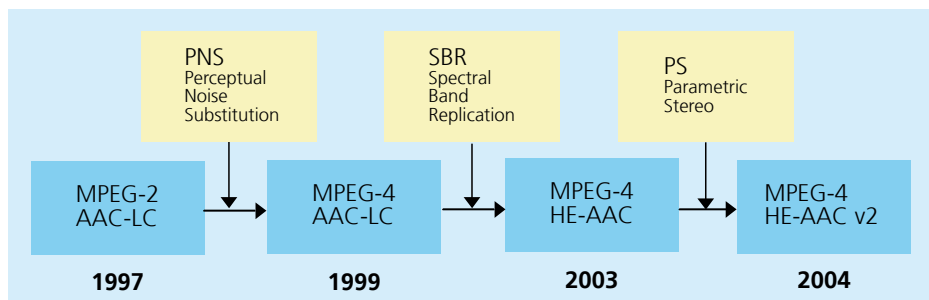 PNS
Perceptual
Noise
Substitution
SBR
Spectral
Band
Replication
PS
Parametric
Stereo
MPEG-2
AAC-LC
MPEG-4
AAC-LC
MPEG-4
HE-AAC
MPEG-4
HE-AAC v2
1997
1999
2003
2004